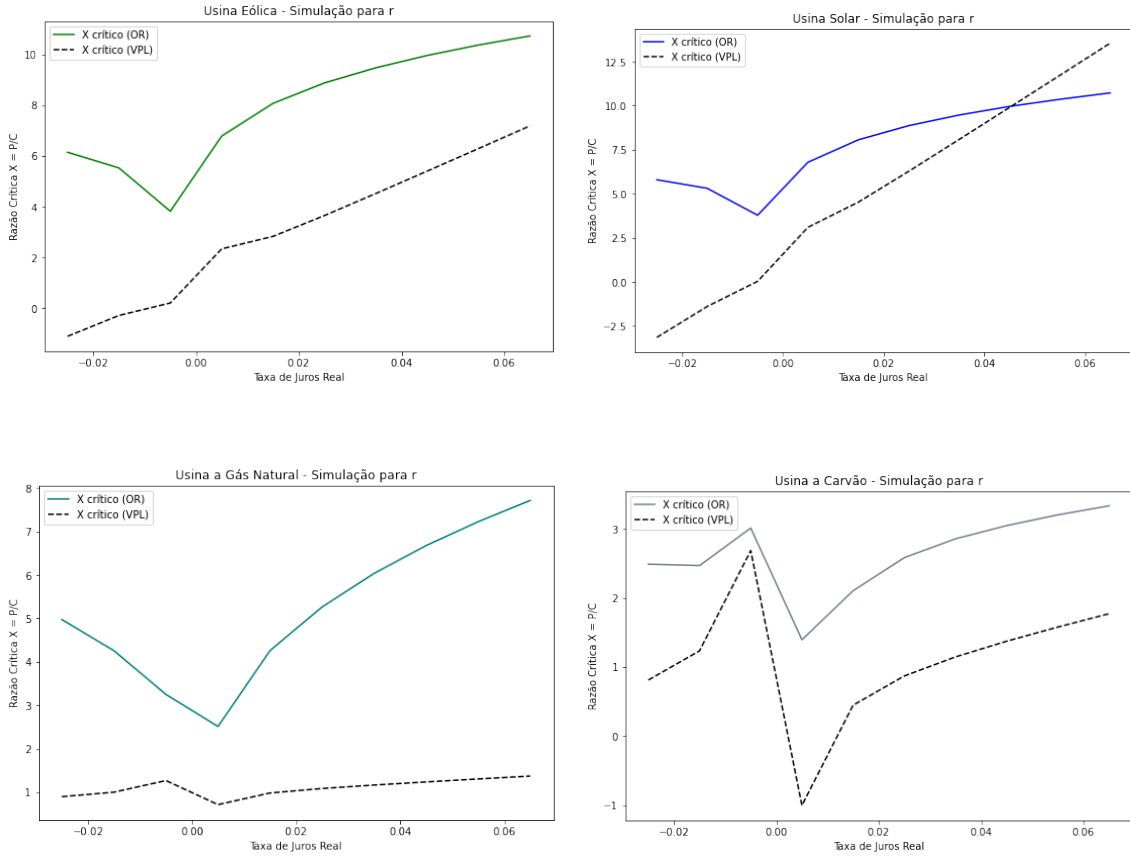 Usina Eólica - Simulação para r
X crítico (OR)
X crítico (VPL)
Razão Crítica X = P/C
10
8
6
4
2
0
−0.02 0.00 0.02 0.04 0.06
Taxa de Juros Real
Usina Solar - Simulação para r
X crítico (OR)
X crítico (VPL)
Razão Crítica X = P/C
12.5
10.0
7.5
5.0
2.5
0.0
−2.5
−0.02 0.00 0.02 0.04 0.06
Taxa de Juros Real
Usina a Gás Natural - Simulação para r
X crítico (OR)
X crítico (VPL)
Razão Crítica X = P/C
8
7
6
5
4
3
2
1
−0.02 0.00 0.02 0.04 0.06
Taxa de Juros Real
Usina a Carvão - Simulação para r
X crítico (OR)
X crítico (VPL)
Razão Crítica X = P/C
3
2
1
0
−1
−0.02 0.00 0.02 0.04 0.06
Taxa de Juros Real